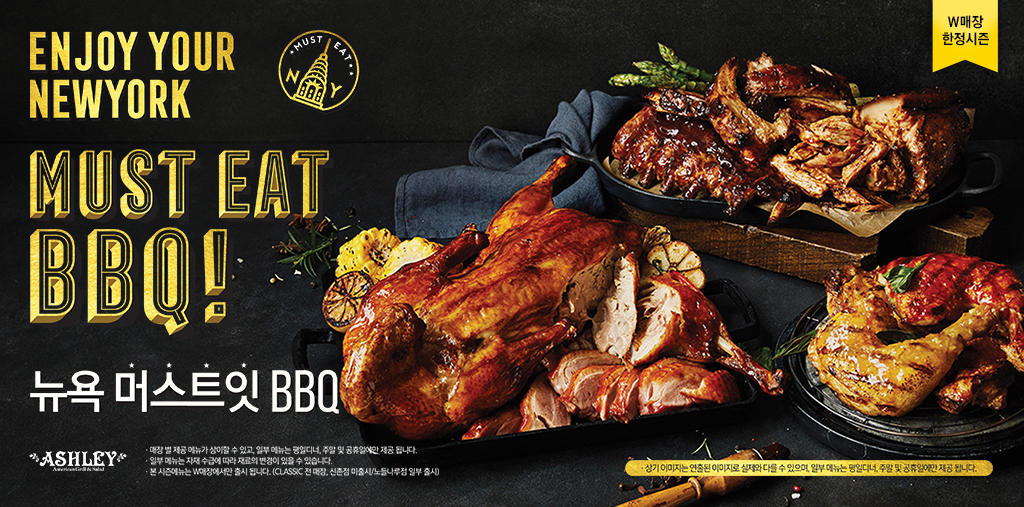 ENJOY YOUR
NEWYORK
MUST EAT
NY
MUST EAT
BBQ!
뉴욕 머스트잇 BBQ
ASHLEY
American Grill & Salad
· 매장 별 제공 메뉴가 상이할 수 있고, 일부 메뉴는 평일디너, 주말 및 공휴일에만 제공 됩니다.
· 일부 메뉴는 자재 수급에 따라 재료의 변경이 있을 수 있습니다.
· 본 시즌메뉴는 W매장에서만 출시 됩니다. (CLASSIC 전 매장, 신촌점 미출시/노들나루점 일부 출시)
W매장
한정시즌
· 상기 이미지는 연출된 이미지로 실제와 다를 수 있으며, 일부 메뉴는 평일디너, 주말 및 공휴일에만 제공 됩니다.